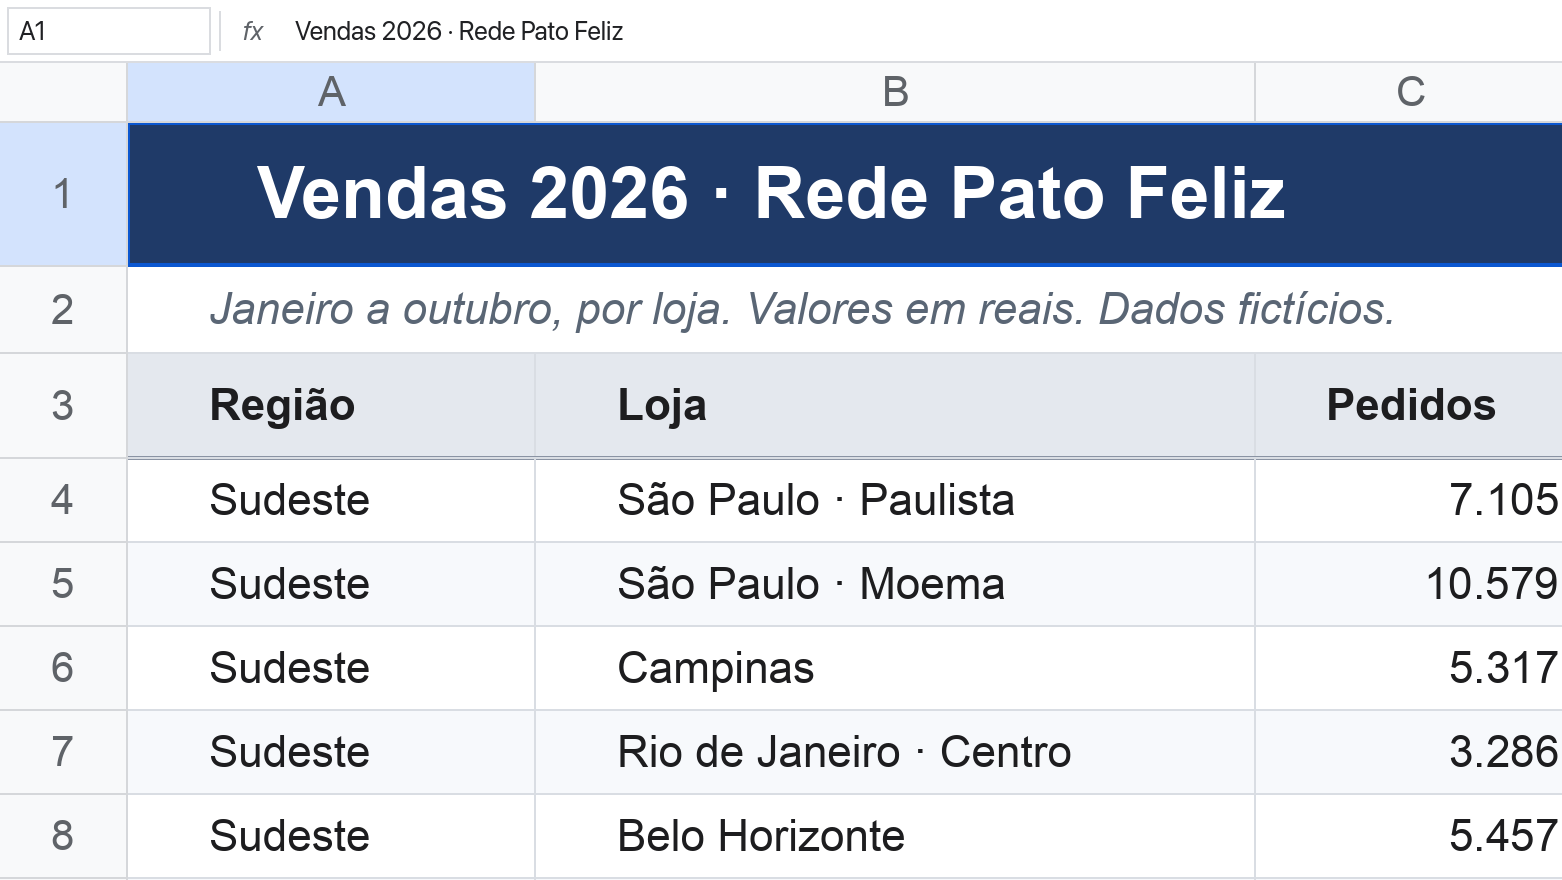 A1 fx Vendas 2026 · Rede Pato Feliz
A B C
1 Vendas 2026 · Rede Pato Feliz
2 Janeiro a outubro, por loja. Valores em reais. Dados fictícios.
3 Região Loja Pedidos
4 Sudeste São Paulo · Paulista 7.105
5 Sudeste São Paulo · Moema 10.579
6 Sudeste Campinas 5.317
7 Sudeste Rio de Janeiro · Centro 3.286
8 Sudeste Belo Horizonte 5.457